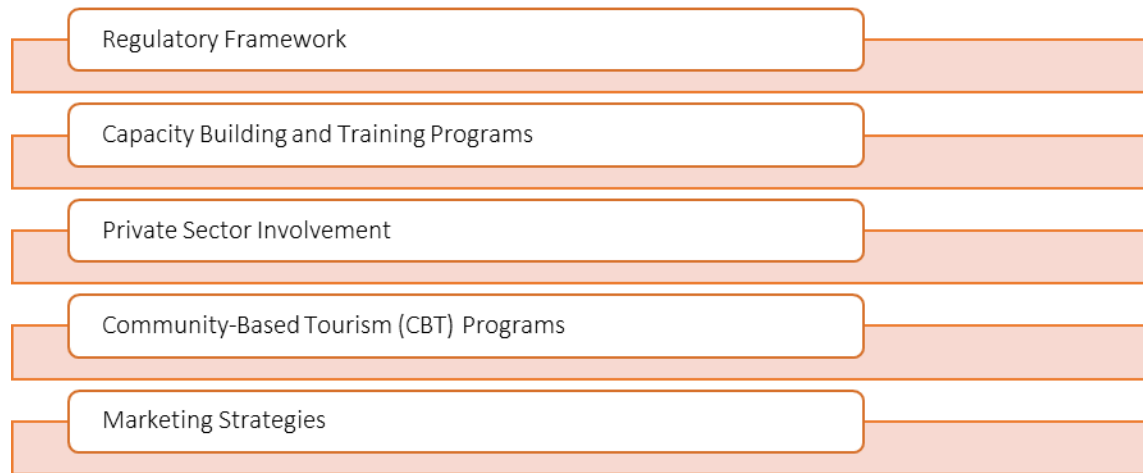 Regulatory Framework
Capacity Building and Training Programs
Private Sector Involvement
Community-Based Tourism (CBT) Programs
Marketing Strategies